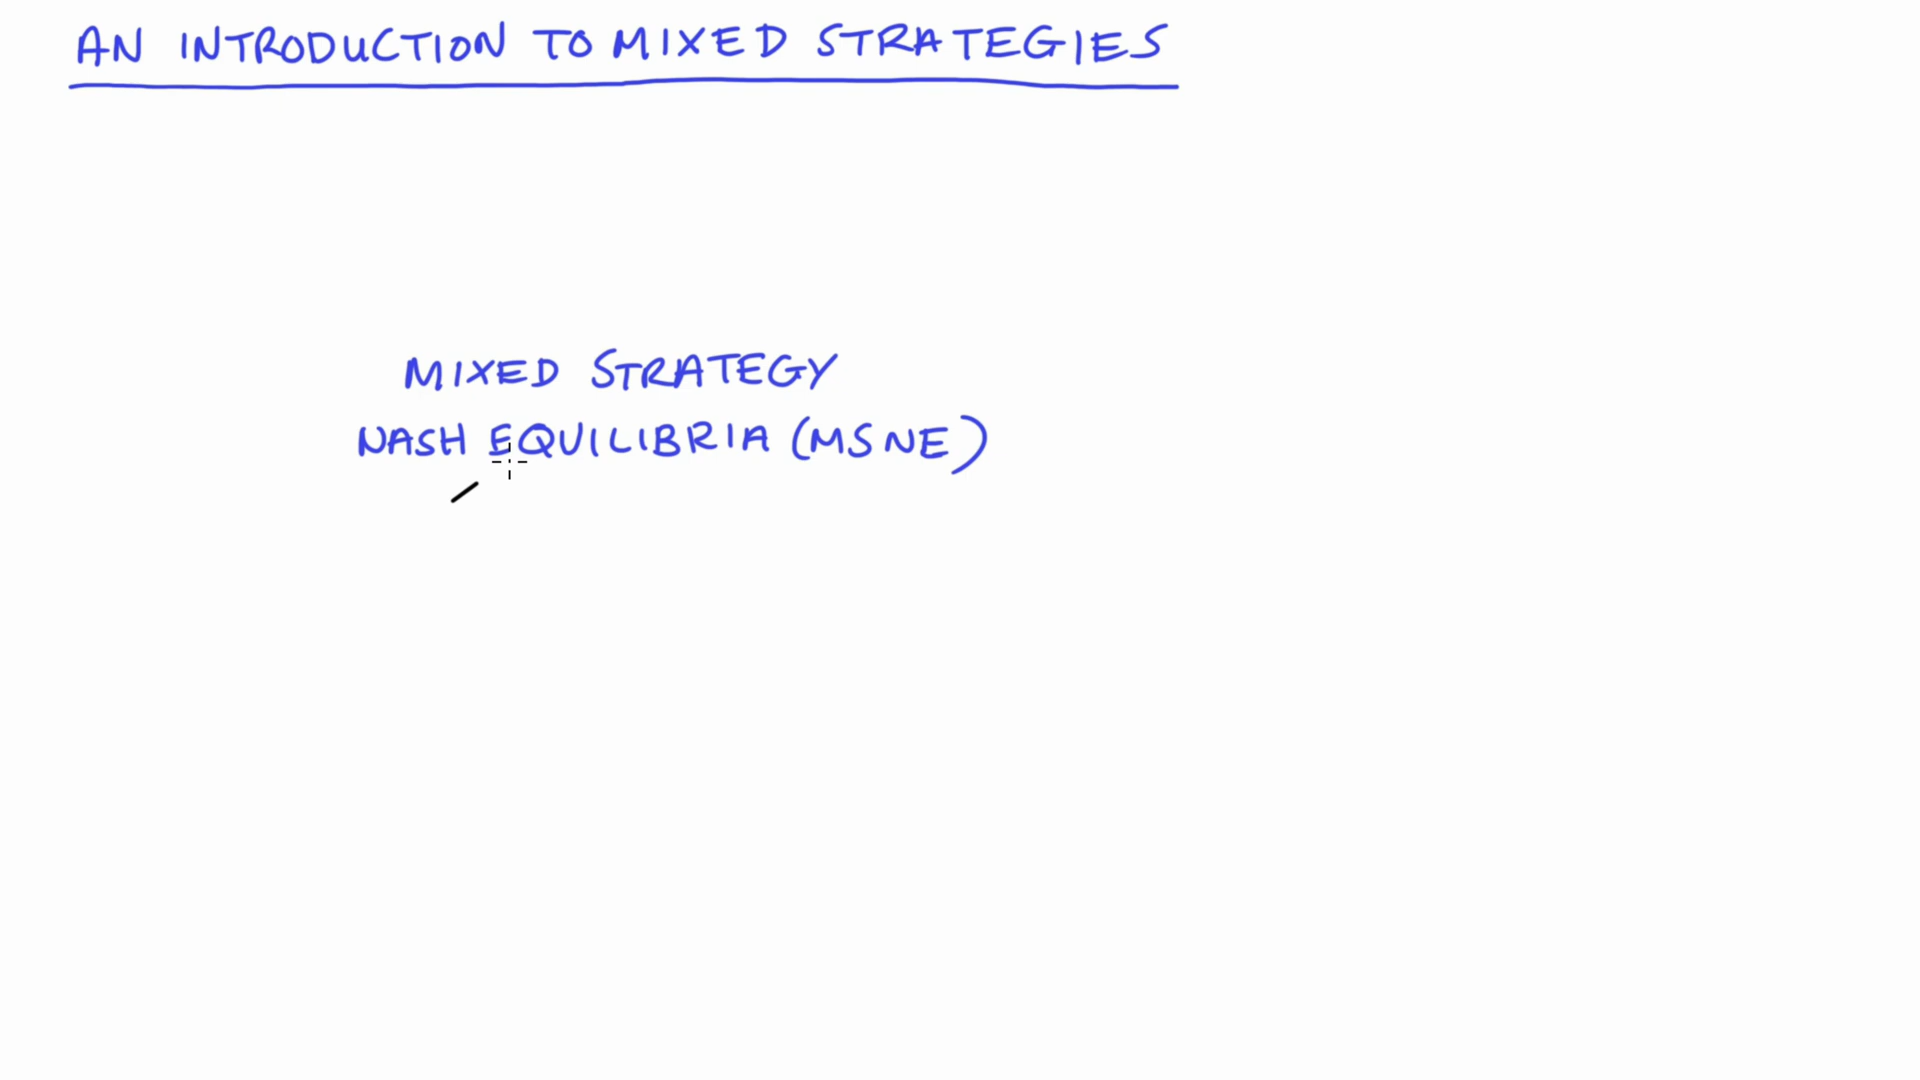 AN INTRODUCTION TO MIXED STRATEGIES
MIXED STRATEGY
NASH EQUILIBRIA (MSNE)